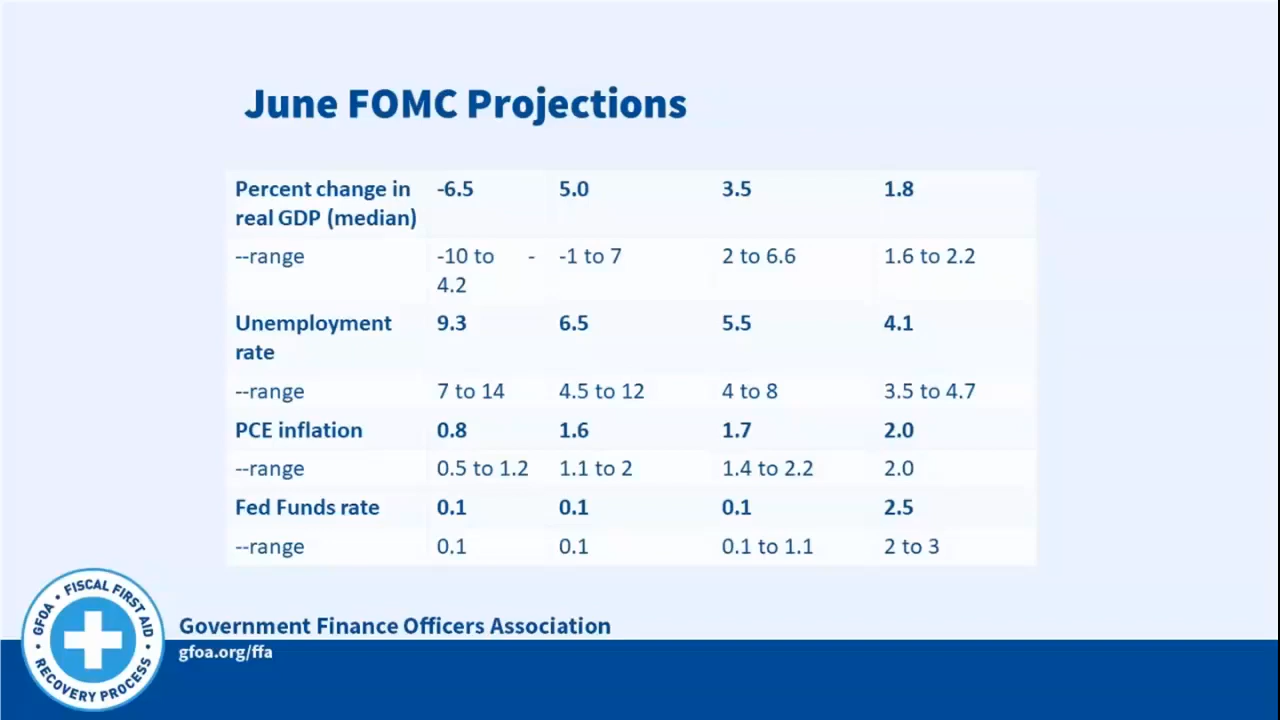 June FOMC Projections
Percent change in -6.5 5.0 3.5 1.8
real GDP (median)
--range -10 to - -1 to 7 2 to 6.6 1.6 to 2.2
4.2
Unemployment 9.3 6.5 5.5 4.1
rate
--range 7 to 14 4.5 to 12 4 to 8 3.5 to 4.7
PCE inflation 0.8 1.6 1.7 2.0
--range 0.5 to 1.2 1.1 to 2 1.4 to 2.2 2.0
Fed Funds rate 0.1 0.1 0.1 2.5
--range 0.1 0.1 0.1 to 1.1 2 to 3
GFOA • FISCAL FIRST AID • RECOVERY PROCESS •
Government Finance Officers Association
gfoa.org/ffa